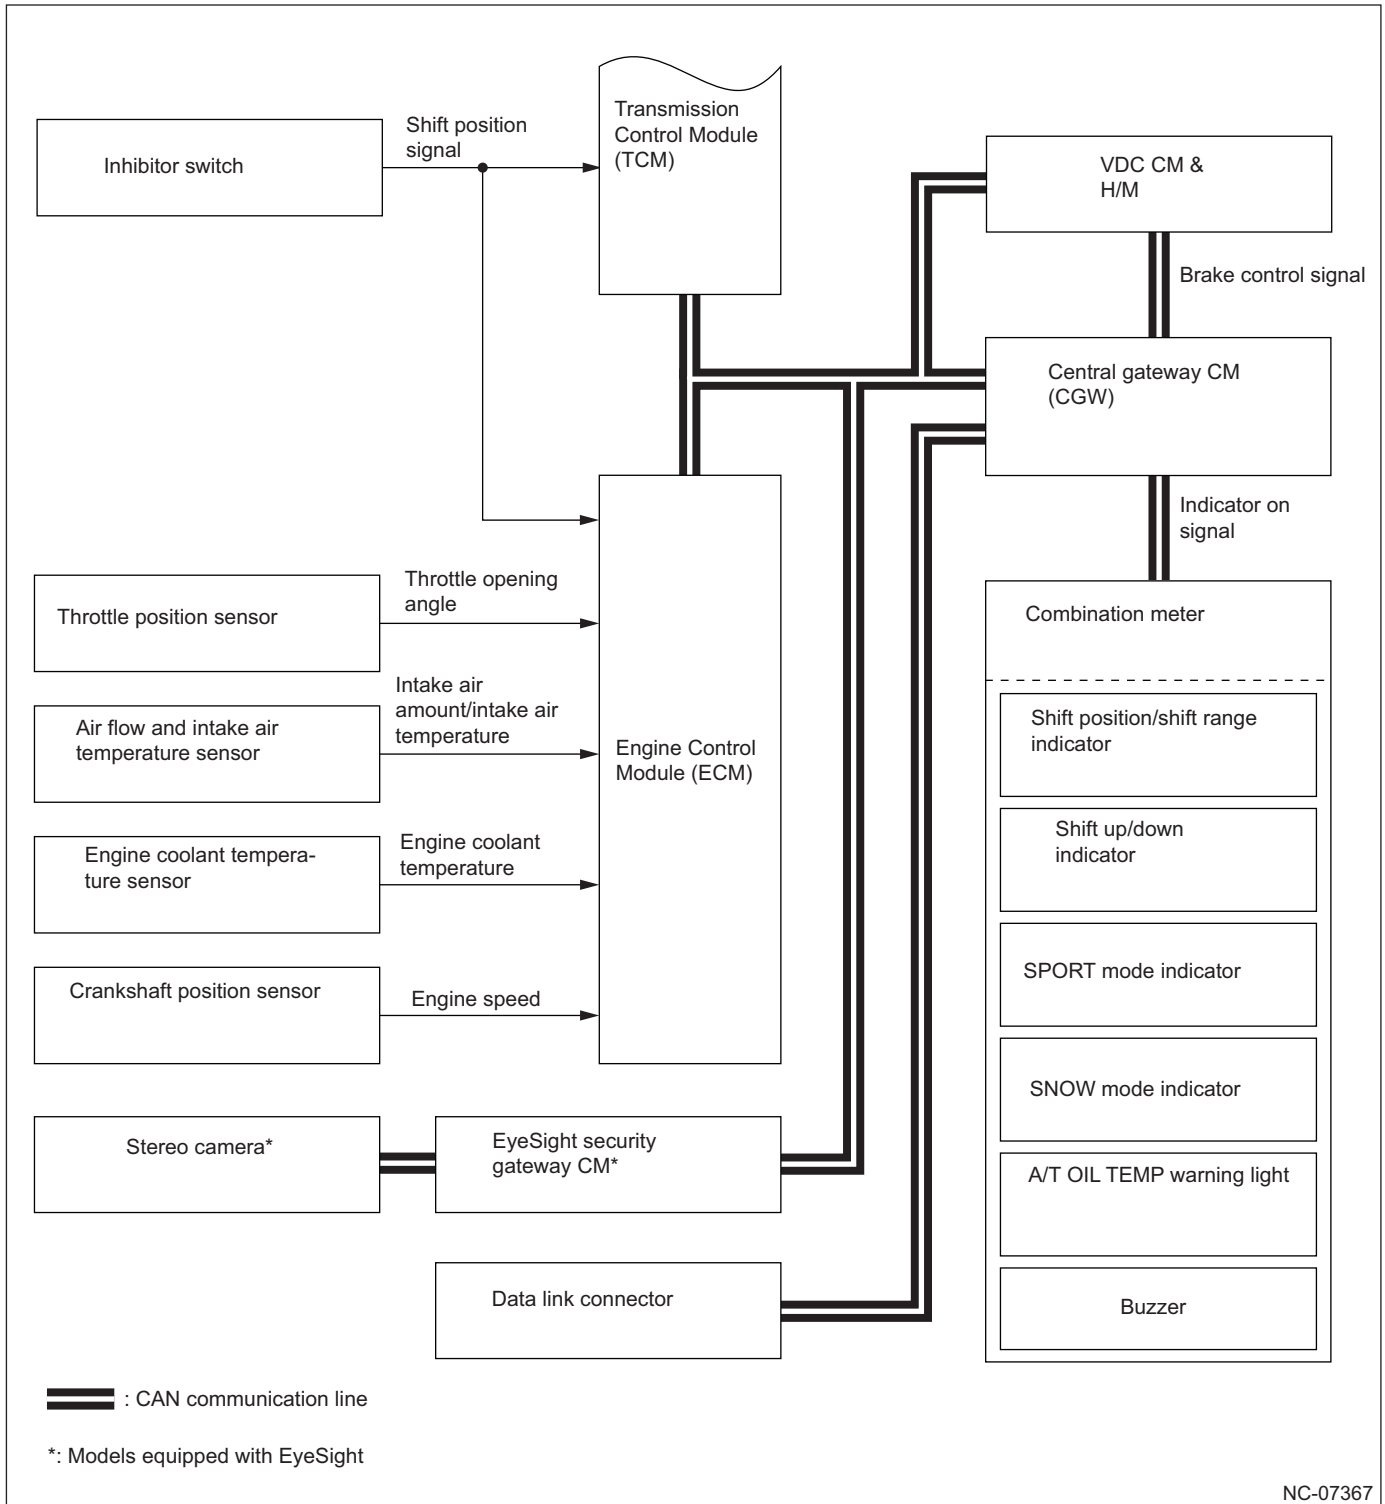 Transmission
Control Module
(TCM)
Shift position
signal
Inhibitor switch
VDC CM &
H/M
Brake control signal
Central gateway CM
(CGW)
Indicator on
signal
Throttle position sensor
Throttle opening
angle
Air flow and intake air
temperature sensor
Intake air
amount/intake air
temperature
Engine coolant tempera-
ture sensor
Engine coolant
temperature
Crankshaft position sensor
Engine speed
Engine Control
Module (ECM)
Combination meter
Shift position/shift range
indicator
Shift up/down
indicator
SPORT mode indicator
SNOW mode indicator
A/T OIL TEMP warning light
Buzzer
Stereo camera*
EyeSight security
gateway CM*
Data link connector
: CAN communication line
*: Models equipped with EyeSight
NC-07367